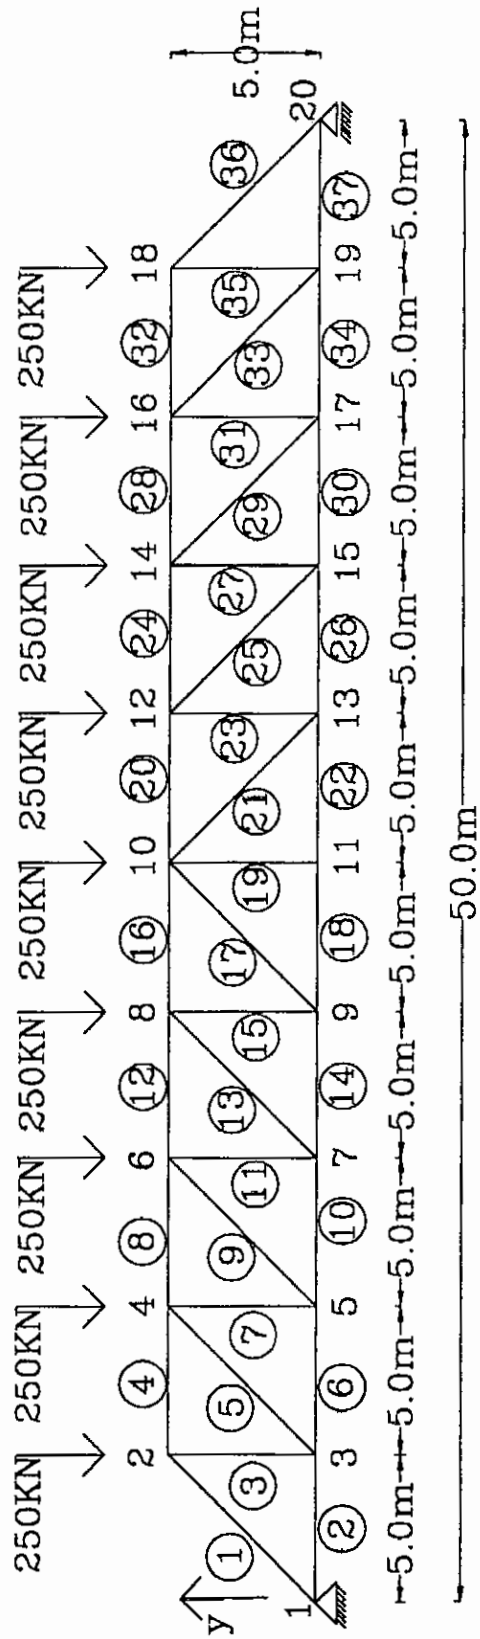 250KN 250KN 250KN 250KN 250KN 250KN 250KN 250KN 250KN
2 4 4 8 6 12 8 16 10 20 12 24 14 28 16 32 18
y 1 3 5 7 9 11 13 15 17 19 21 23 25 27 29 31 33 35 36 5.0m
1 2 3 6 5 10 7 14 9 18 11 22 13 26 15 30 17 34 19 37 20
5.0m 5.0m 5.0m 5.0m 5.0m 5.0m 5.0m 5.0m 5.0m 5.0m
50.0m